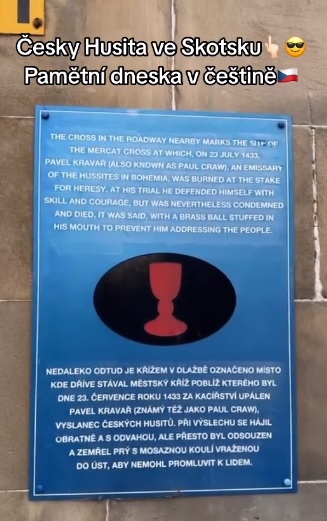 Česky Husita ve Skotsku👆🏻😎
Pamětní dneska v češtině🇨🇿
THE CROSS IN THE ROADWAY NEARBY MARKS THE SITE OF
THE MERCAT CROSS AT WHICH, ON 23 JULY 1433,
PAVEL KRAVAŘ (ALSO KNOWN AS PAUL CRAW), AN EMISSARY
OF THE HUSSITES IN BOHEMIA, WAS BURNED AT THE STAKE
FOR HERESY. AT HIS TRIAL HE DEFENDED HIMSELF WITH
SKILL AND COURAGE, BUT WAS NEVERTHELESS CONDEMNED
AND DIED, IT WAS SAID, WITH A BRASS BALL STUFFED IN
HIS MOUTH TO PREVENT HIM ADDRESSING THE PEOPLE.
NEDALEKO ODTUD JE KŘÍŽEM V DLAŽBĚ OZNAČENO MÍSTO
KDE DŘÍVE STÁVAL MĚSTSKÝ KŘÍŽ POBLÍŽ KTERÉHO BYL
DNE 23. ČERVENCE ROKU 1433 ZA KACÍŘSTVÍ UPÁLEN
PAVEL KRAVAŘ (ZNÁMÝ TÉŽ JAKO PAUL CRAW),
VYSLANEC ČESKÝCH HUSITŮ. PŘI VÝSLECHU SE HÁJIL
OBRATNĚ A S ODVAHOU, ALE PŘESTO BYL ODSOUZEN
A ZEMŘEL PRÝ S MOSAZNOU KOULÍ VRAŽENOU
DO ÚST, ABY NEMOHL PROMLUVIT K LIDEM.